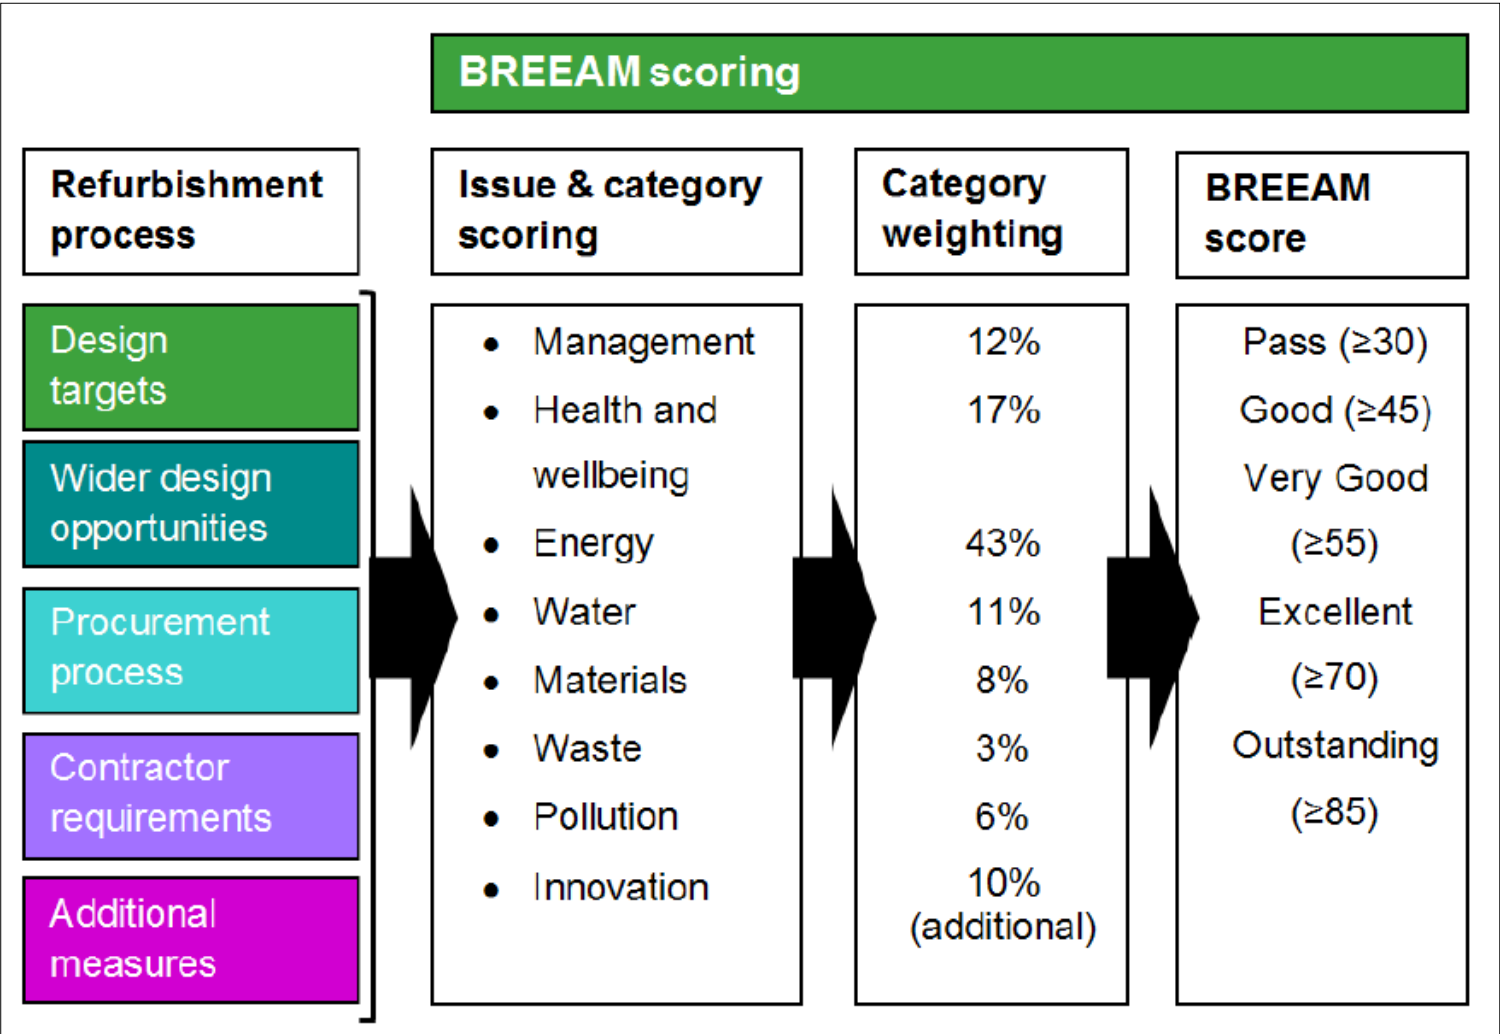 BREEAM scoring
Refurbishment
process
Issue & category
scoring
Category
weighting
BREEAM
score
Design
targets
Wider design
opportunities
Procurement
process
Contractor
requirements
Additional
measures
• Management
• Health and
wellbeing
• Energy
• Water
• Materials
• Waste
• Pollution
• Innovation
12%
17%
43%
11%
8%
3%
6%
10%
(additional)
Pass (≥30)
Good (≥45)
Very Good
(≥55)
Excellent
(≥70)
Outstanding
(≥85)